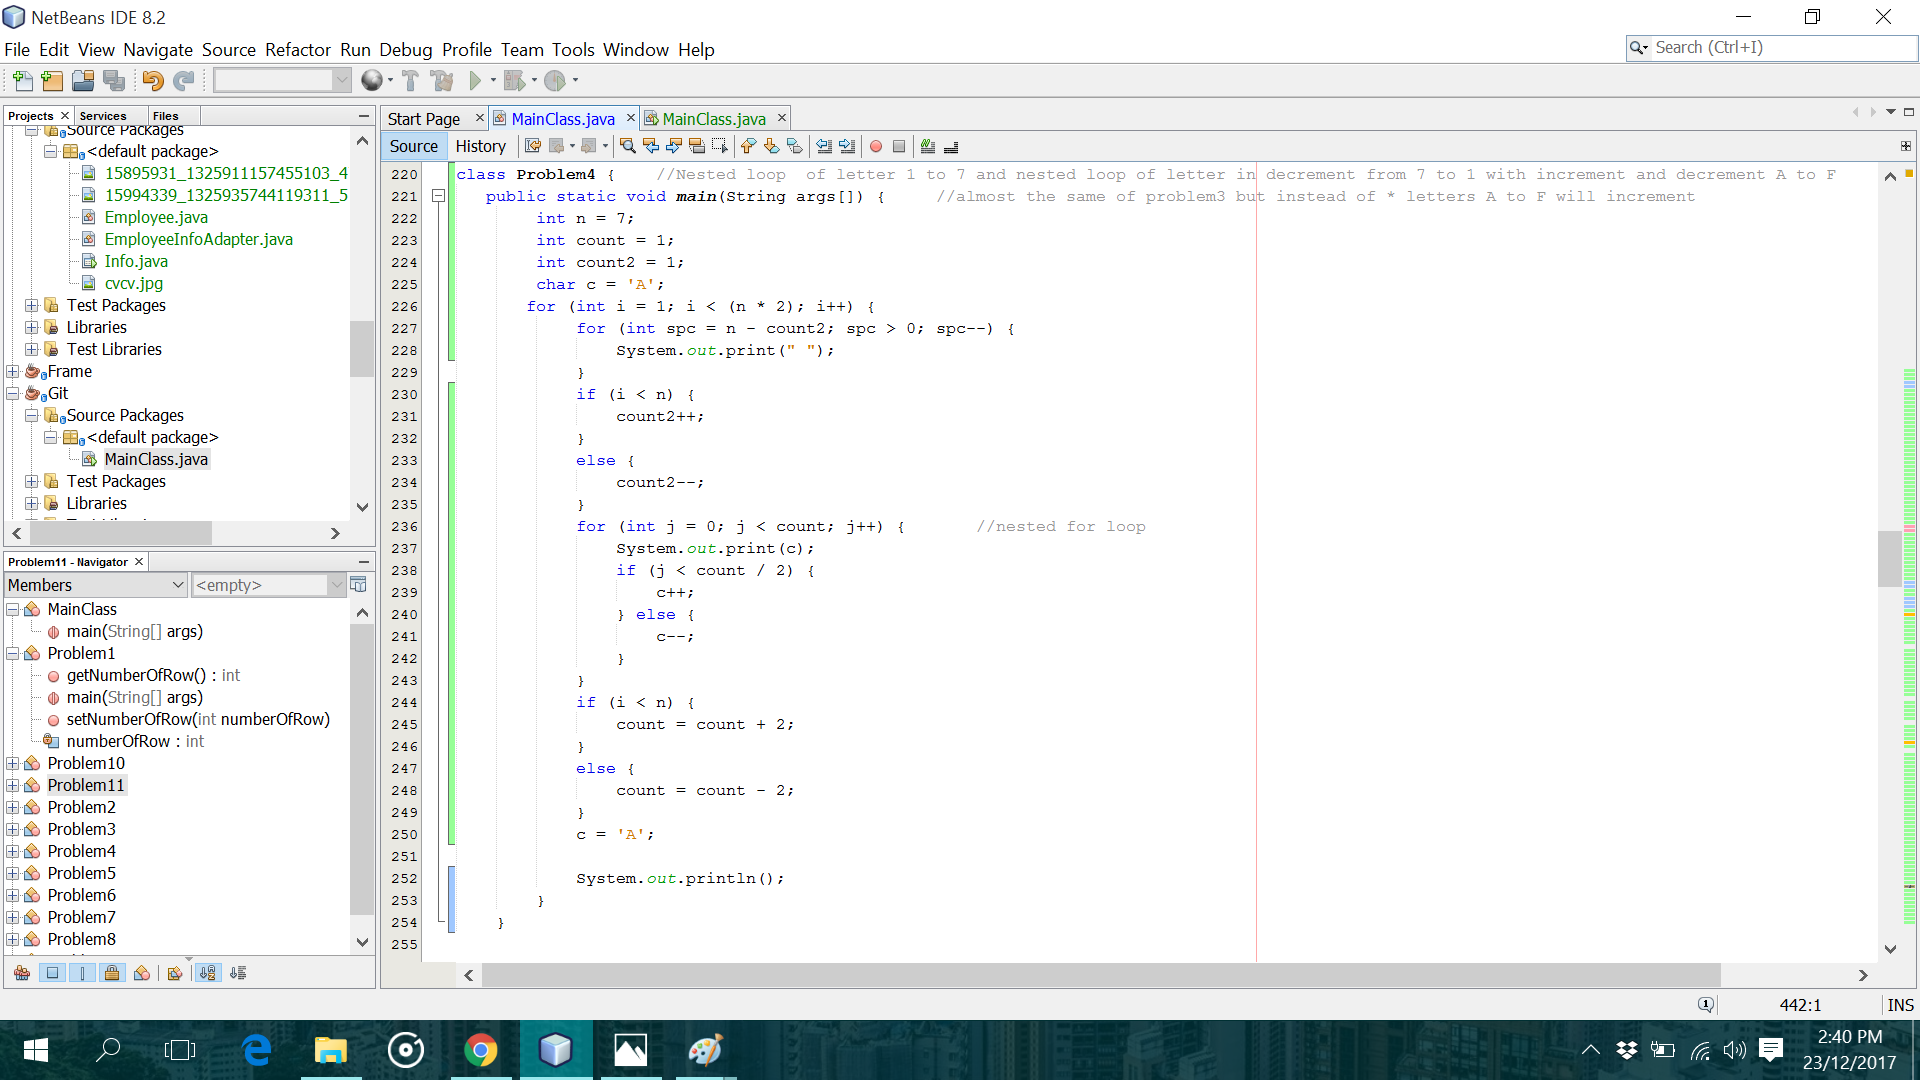 NetBeans IDE 8.2
File Edit View Navigate Source Refactor Run Debug Profile Team Tools Window Help
Search (Ctrl+I)
Projects Services Files
Source Packages
<default package>
15895931_1325911157455103_4
15994339_1325935744119311_5
Employee.java
EmployeeInfoAdapter.java
Info.java
cvcv.jpg
Test Packages
Libraries
Test Libraries
Frame
Git
Source Packages
<default package>
MainClass.java
Test Packages
Libraries
Problem11 - Navigator
Members <empty>
MainClass
main(String[] args)
Problem1
getNumberOfRow() : int
main(String[] args)
setNumberOfRow(int numberOfRow)
numberOfRow : int
Problem10
Problem11
Problem2
Problem3
Problem4
Problem5
Problem6
Problem7
Problem8
Start Page MainClass.java MainClass.java
Source History
220 class Problem4 { //Nested loop of letter 1 to 7 and nested loop of letter in decrement from 7 to 1 with increment and decrement A to F
221 public static void main(String args[]) { //almost the same of problem3 but instead of * letters A to F will increment
222 int n = 7;
223 int count = 1;
224 int count2 = 1;
225 char c = 'A';
226 for (int i = 1; i < (n * 2); i++) {
227 for (int spc = n - count2; spc > 0; spc--) {
228 System.out.print(" ");
229 }
230 if (i < n) {
231 count2++;
232 }
233 else {
234 count2--;
235 }
236 for (int j = 0; j < count; j++) { //nested for loop
237 System.out.print(c);
238 if (j < count / 2) {
239 c++;
240 } else {
241 c--;
242 }
243 }
244 if (i < n) {
245 count = count + 2;
246 }
247 else {
248 count = count - 2;
249 }
250 c = 'A';
251
252 System.out.println();
253 }
254 }
255
442:1 INS
2:40 PM
23/12/2017